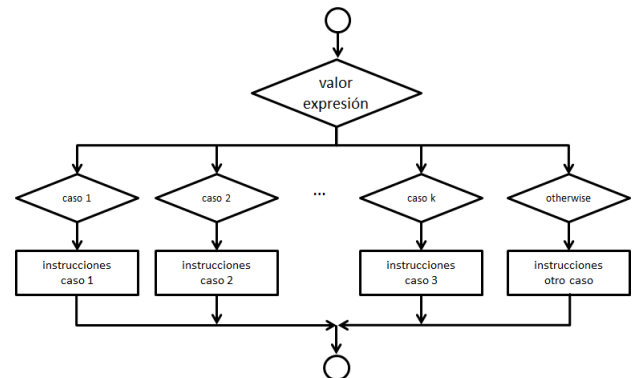 valor
expresión
caso 1
caso 2
...
caso k
otherwise
instrucciones
caso 1
instrucciones
caso 2
instrucciones
caso 3
instrucciones
otro caso